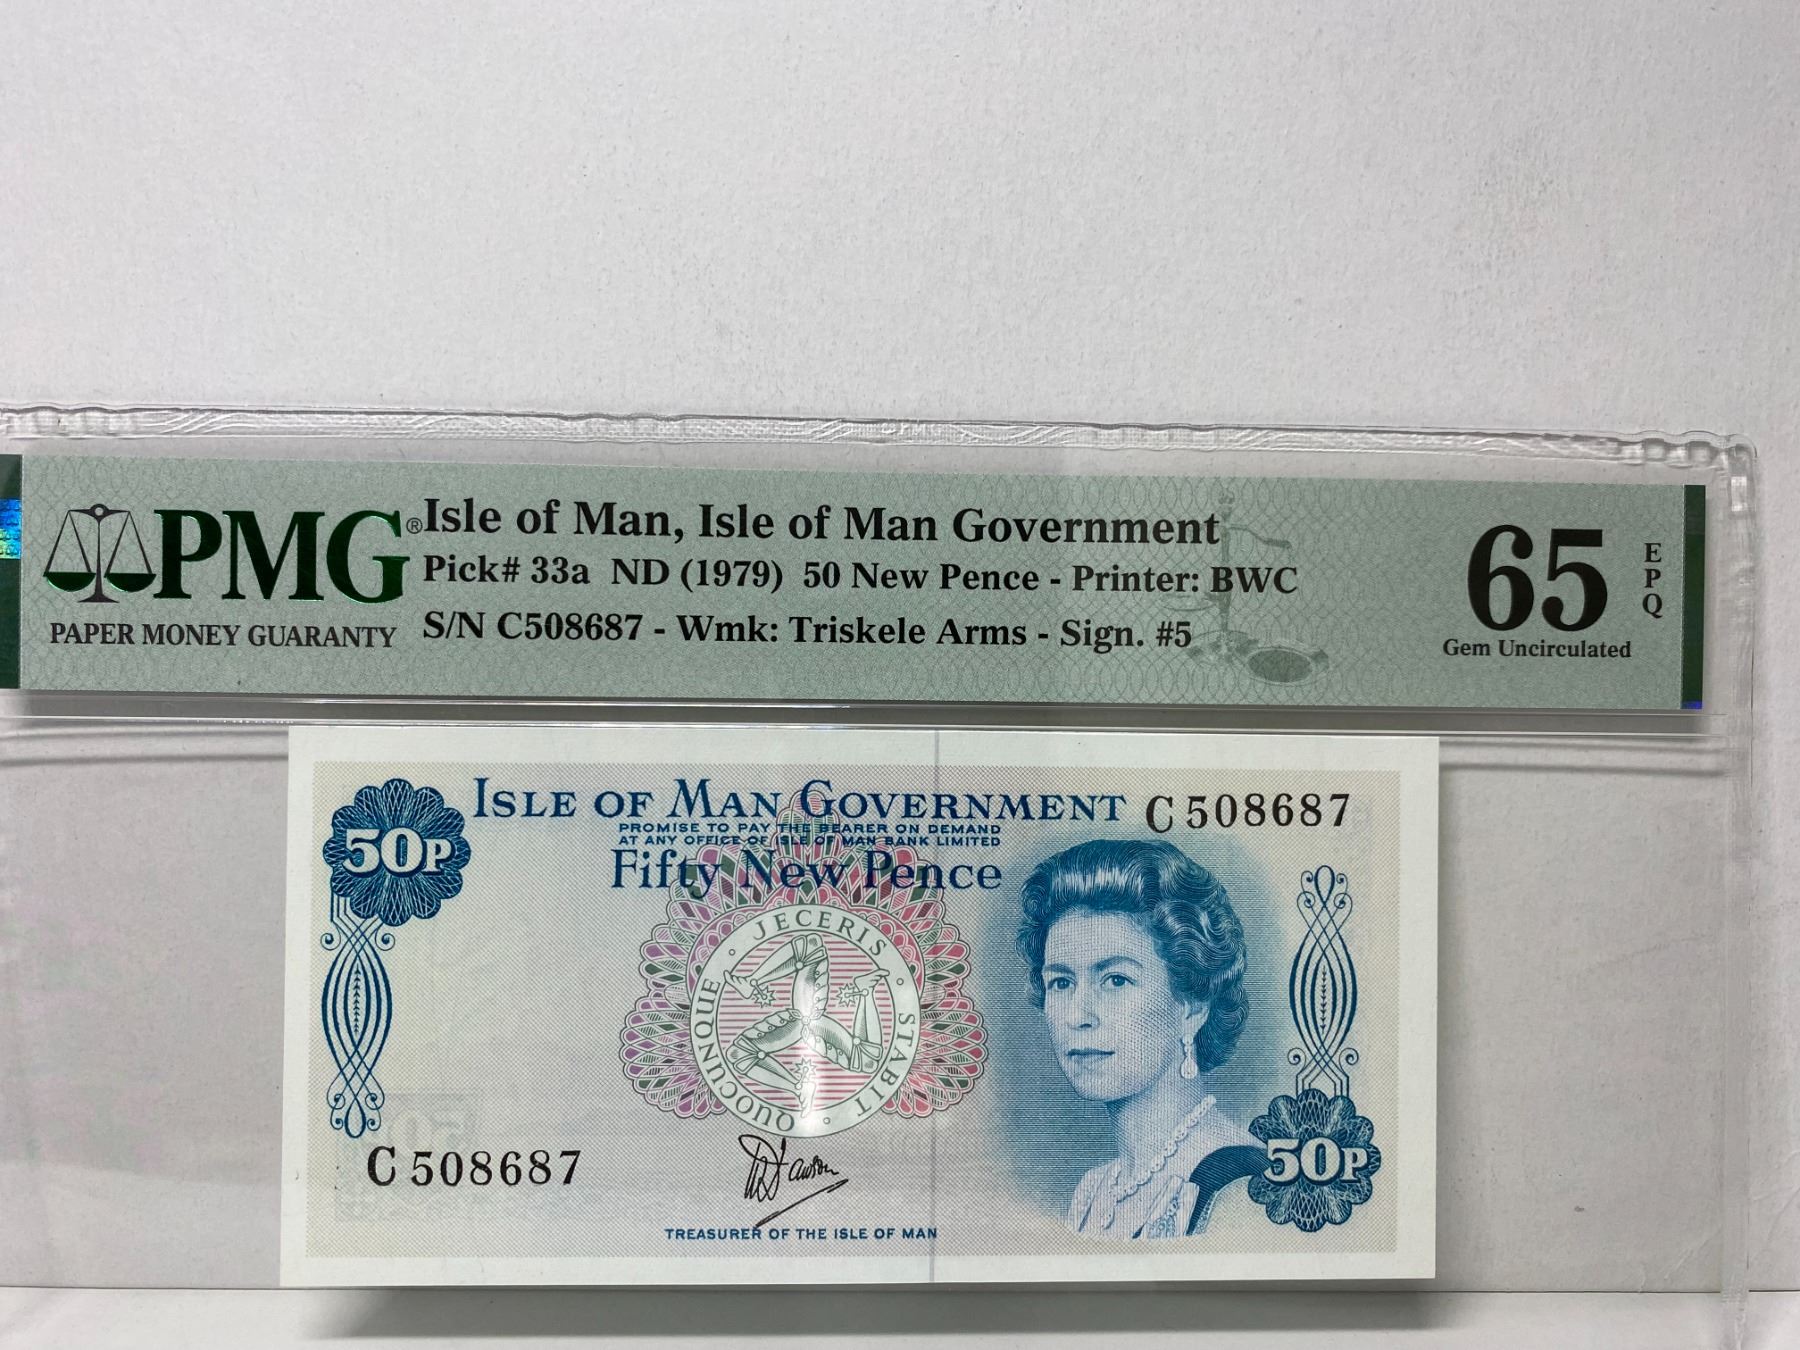 PMG®
PAPER MONEY GUARANTY
Isle of Man, Isle of Man Government
Pick# 33a ND (1979) 50 New Pence - Printer: BWC
S/N C508687 - Wmk: Triskele Arms - Sign. #5
65
EPQ
Gem Uncirculated
ISLE OF MAN GOVERNMENT
C 508687
PROMISE TO PAY THE BEARER ON DEMAND
AT ANY OFFICE OF ISLE OF MAN BANK LIMITED
50P
Fifty New Pence
QUOCUNQUE · JECERIS · STABIT
C 508687
50P
TREASURER OF THE ISLE OF MAN